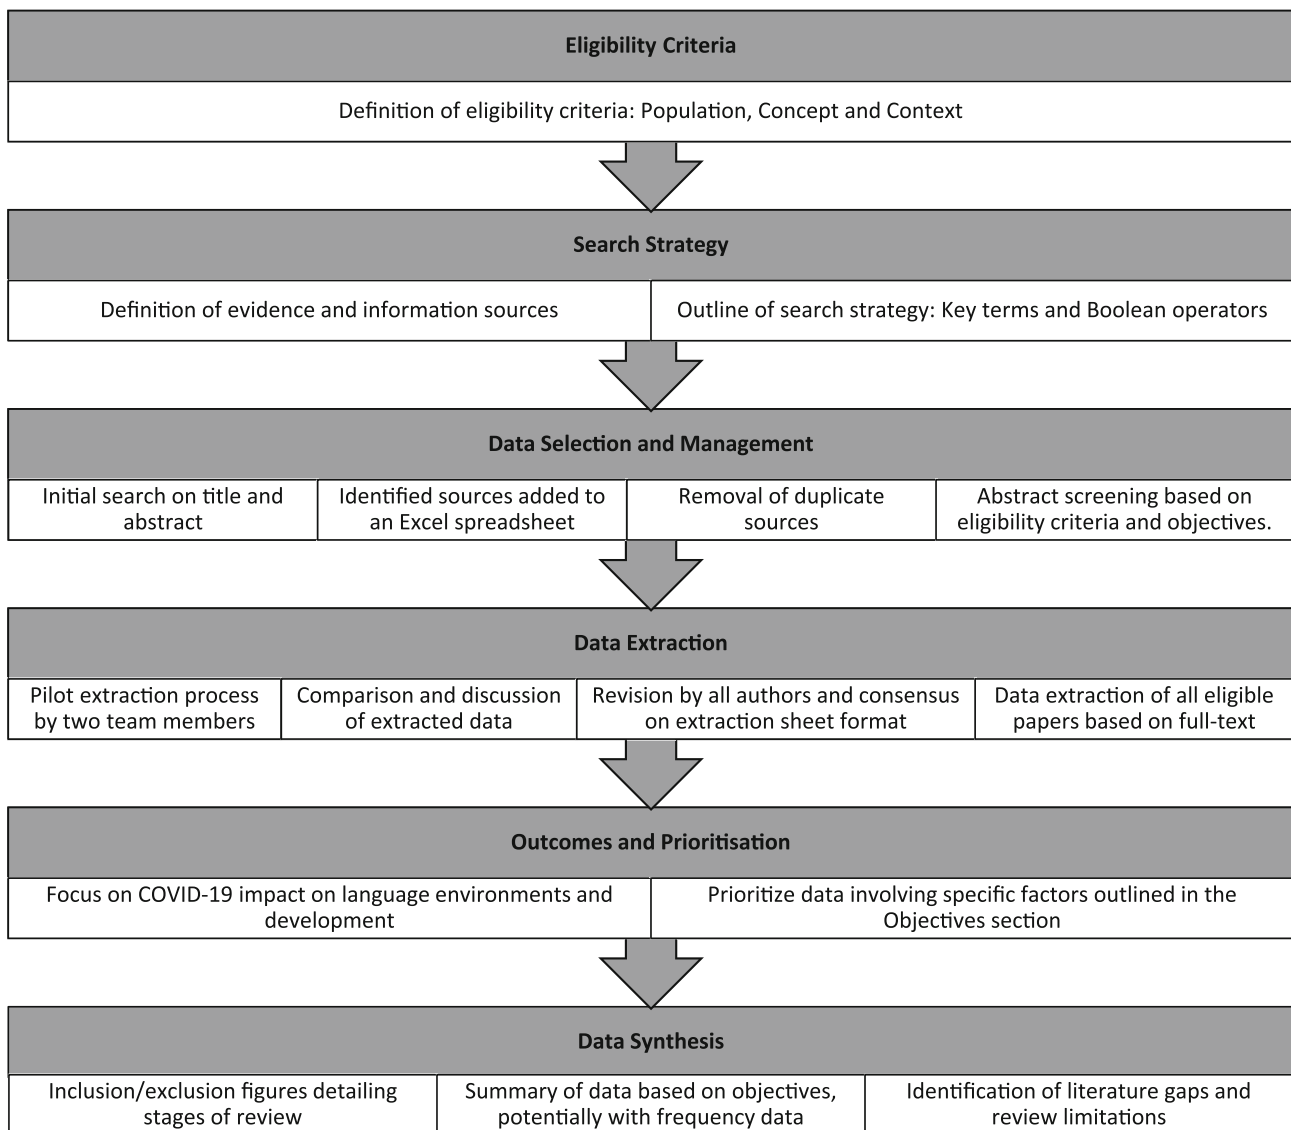 Eligibility Criteria
Definition of eligibility criteria: Population, Concept and Context
Search Strategy
Definition of evidence and information sources
Outline of search strategy: Key terms and Boolean operators
Data Selection and Management
Initial search on title and
abstract
Identified sources added to
an Excel spreadsheet
Removal of duplicate
sources
Abstract screening based on
eligibility criteria and objectives.
Data Extraction
Pilot extraction process
by two team members
Comparison and discussion
of extracted data
Revision by all authors and consensus
on extraction sheet format
Data extraction of all eligible
papers based on full-text
Outcomes and Prioritisation
Focus on COVID-19 impact on language environments and
development
Prioritize data involving specific factors outlined in the
Objectives section
Data Synthesis
Inclusion/exclusion figures detailing
stages of review
Summary of data based on objectives,
potentially with frequency data
Identification of literature gaps and
review limitations